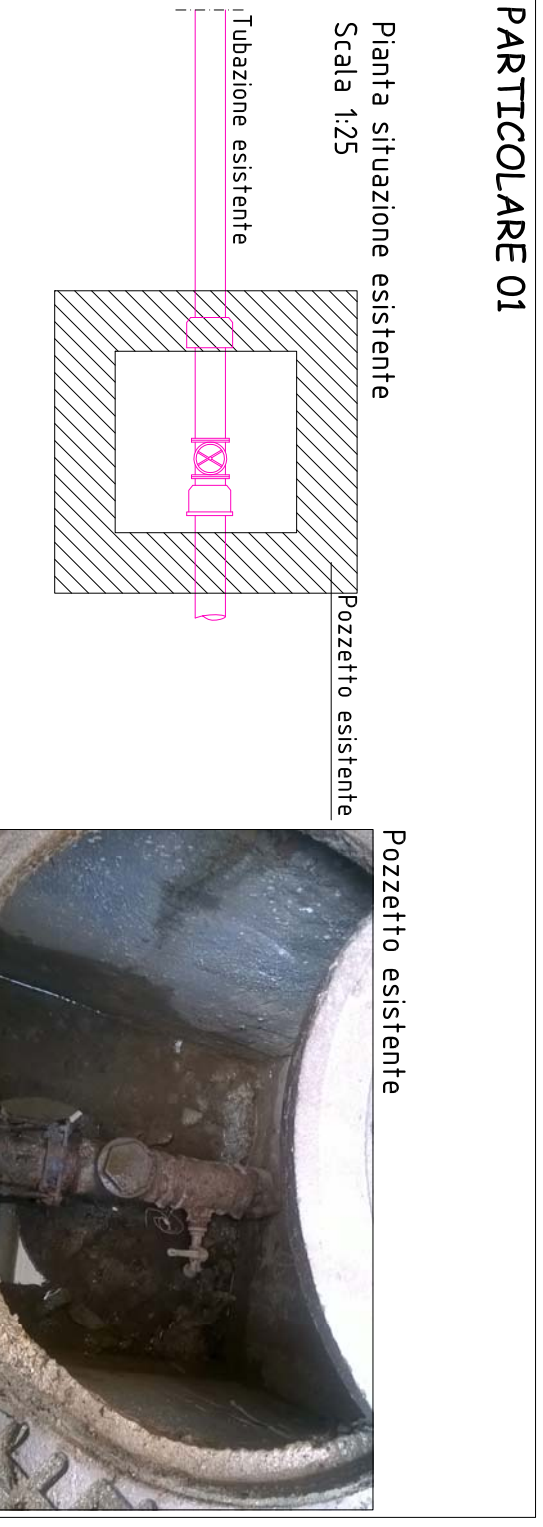 PARTICOLARE 01
Pianta situazione esistente
Scala 1:25
Tubazione esistente
Pozzetto esistente
Pozzetto esistente